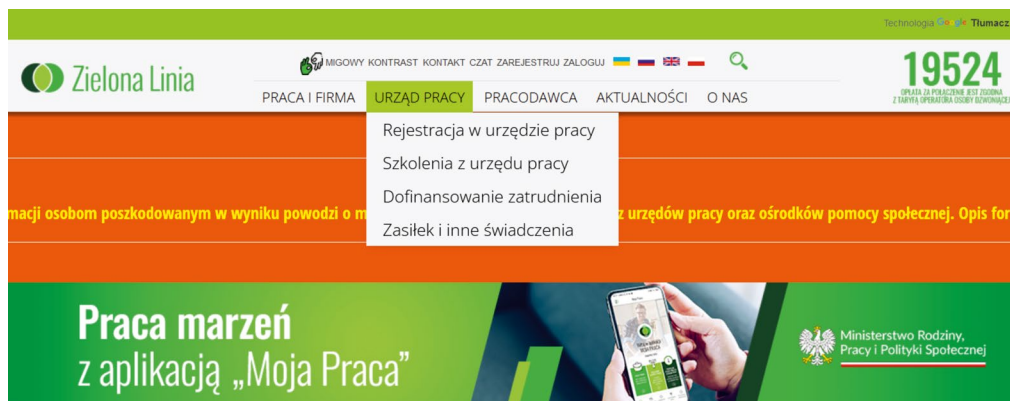 Technologia Google Tłumacz
Zielona Linia
MIGOWY KONTRAST KONTAKT CZAT ZAREJESTRUJ ZALOGUJ
19524
OPŁATA ZA POŁĄCZENIE JEST ZGODNA
Z TARYFĄ OPERATORA OSOBY DZWONIĄCEJ
PRACA I FIRMA URZĄD PRACY PRACODAWCA AKTUALNOŚCI O NAS
Rejestracja w urzędzie pracy
Szkolenia z urzędu pracy
Dofinansowanie zatrudnienia
Zasiłek i inne świadczenia
macji osobom poszkodowanym w wyniku powodzi o m z urzędów pracy oraz ośrodków pomocy społecznej. Opis for
Praca marzeń
z aplikacją „Moja Praca”
Ministerstwo Rodziny,
Pracy i Polityki Społecznej